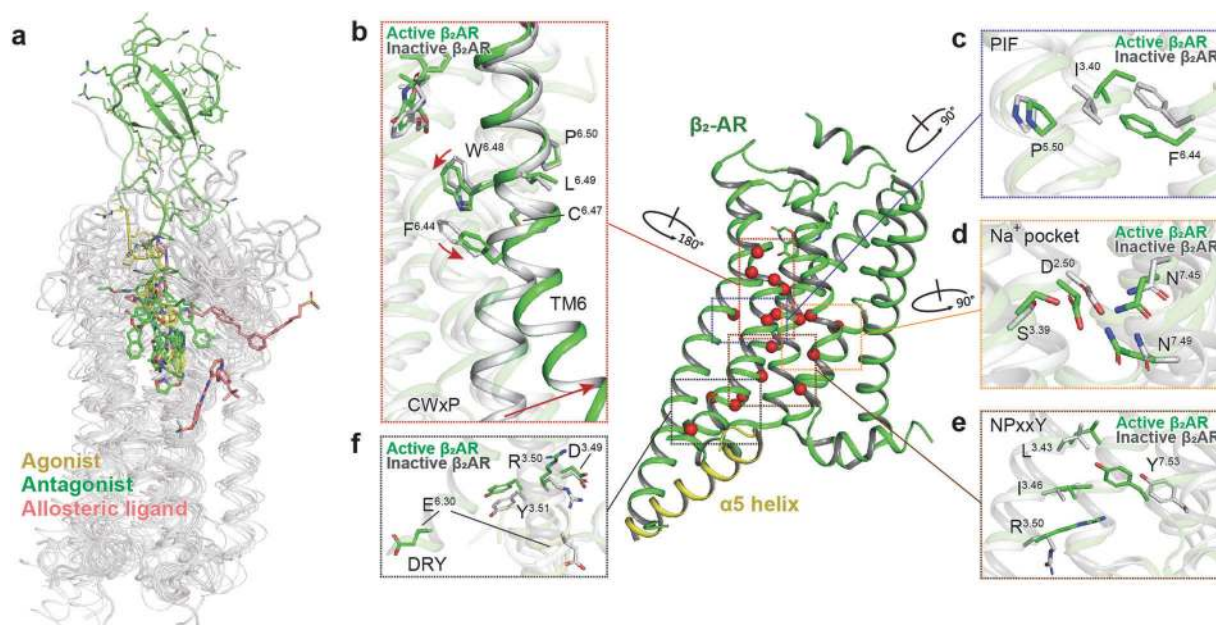 a
Agonist
Antagonist
Allosteric ligand
b
Active β₂AR
Inactive β₂AR
P⁶·⁵⁰
W⁶·⁴⁸
L⁶·⁴⁹
C⁶·⁴⁷
F⁶·⁴⁴
TM6
CWxP
180°
β₂-AR
90°
90°
α5 helix
c
PIF
Active β₂AR
Inactive β₂AR
I³·⁴⁰
P⁵·⁵⁰
F⁶·⁴⁴
d
Na⁺ pocket
Active β₂AR
Inactive β₂AR
D²·⁵⁰
N⁷·⁴⁵
S³·³⁹
N⁷·⁴⁹
e
NPxxY
Active β₂AR
Inactive β₂AR
L³·⁴³
Y⁷·⁵³
I³·⁴⁶
R³·⁵⁰
f
Active β₂AR
Inactive β₂AR
R³·⁵⁰
D³·⁴⁹
E⁶·³⁰
Y³·⁵¹
DRY